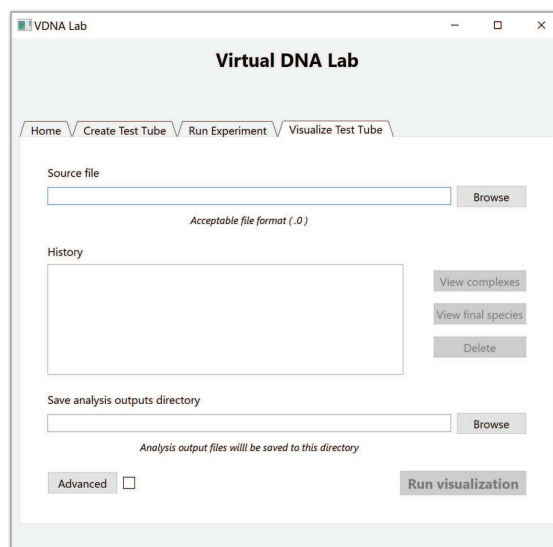 VDNA Lab
Virtual DNA Lab
Home Create Test Tube Run Experiment Visualize Test Tube
Source file
Browse
Acceptable file format ( .0 )
History
View complexes
View final species
Delete
Save analysis outputs directory
Browse
Analysis output files willl be saved to this directory
Advanced Run visualization